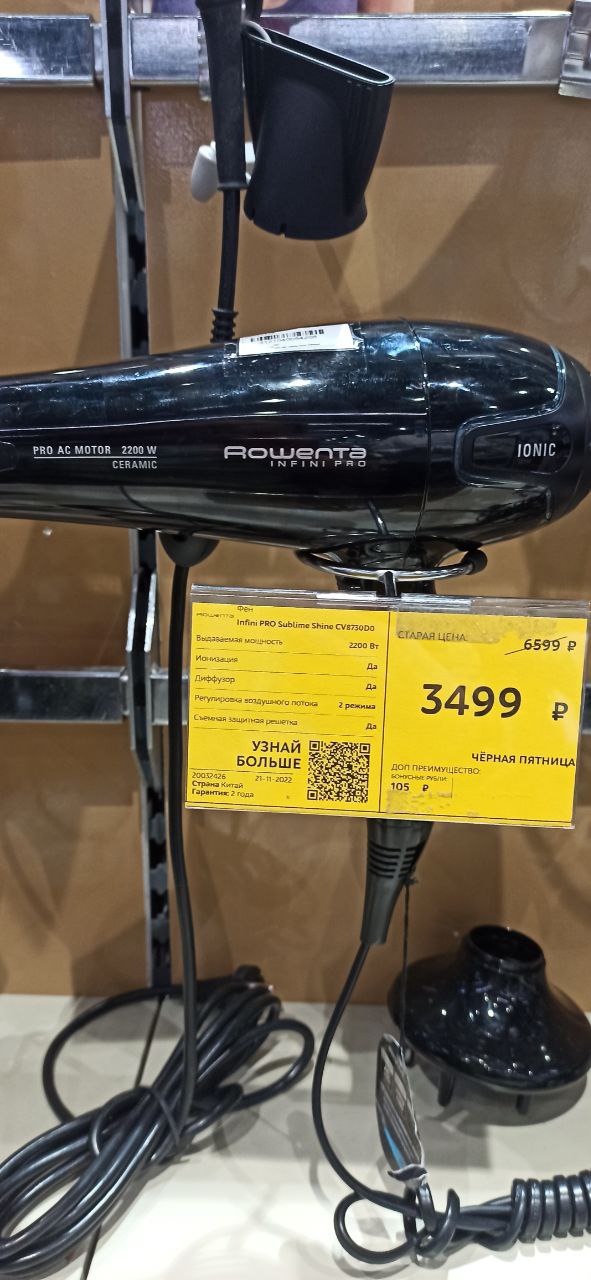 PRO AC MOTOR 2200 W
CERAMIC
Rowenta
INFINI PRO
IONIC
Rowenta Фен
Infini PRO Sublime Shine CV8730D0
Выдаваемая мощность 2200 Вт
Ионизация Да
Диффузор Да
Регулировка воздушного потока 2 режима
Съемная защитная решетка Да
УЗНАЙ
БОЛЬШЕ
20032426 21-11-2022
Страна Китай
Гарантия: 2 года
СТАРАЯ ЦЕНА: 6599 ₽
3499 ₽
ЧЁРНАЯ ПЯТНИЦА
ДОП ПРЕИМУЩЕСТВО:
БОНУСНЫЕ РУБЛИ:
105 ₽